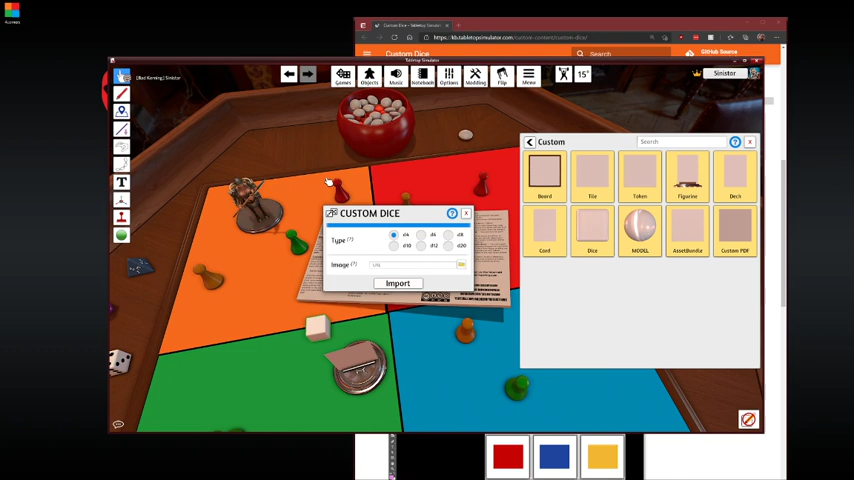 Custom Dice - Tabletop Simulator
https://kb.tabletopsimulator.com/custom-content/custom-dice/
Custom Dice
Search
GitHub Source
Tabletop Simulator
[Bad Kerning] Sinistor
Games
Objects
Music
Notebook
Options
Modding
Flip
Menu
15°
Sinistor
T
Custom
Search
?
X
Board
Tile
Token
Figurine
Deck
Card
Dice
MODEL
AssetBundle
Custom PDF
CUSTOM DICE
?
X
Type (?)
d4
d6
d8
d10
d12
d20
Image (?)
URL
Import